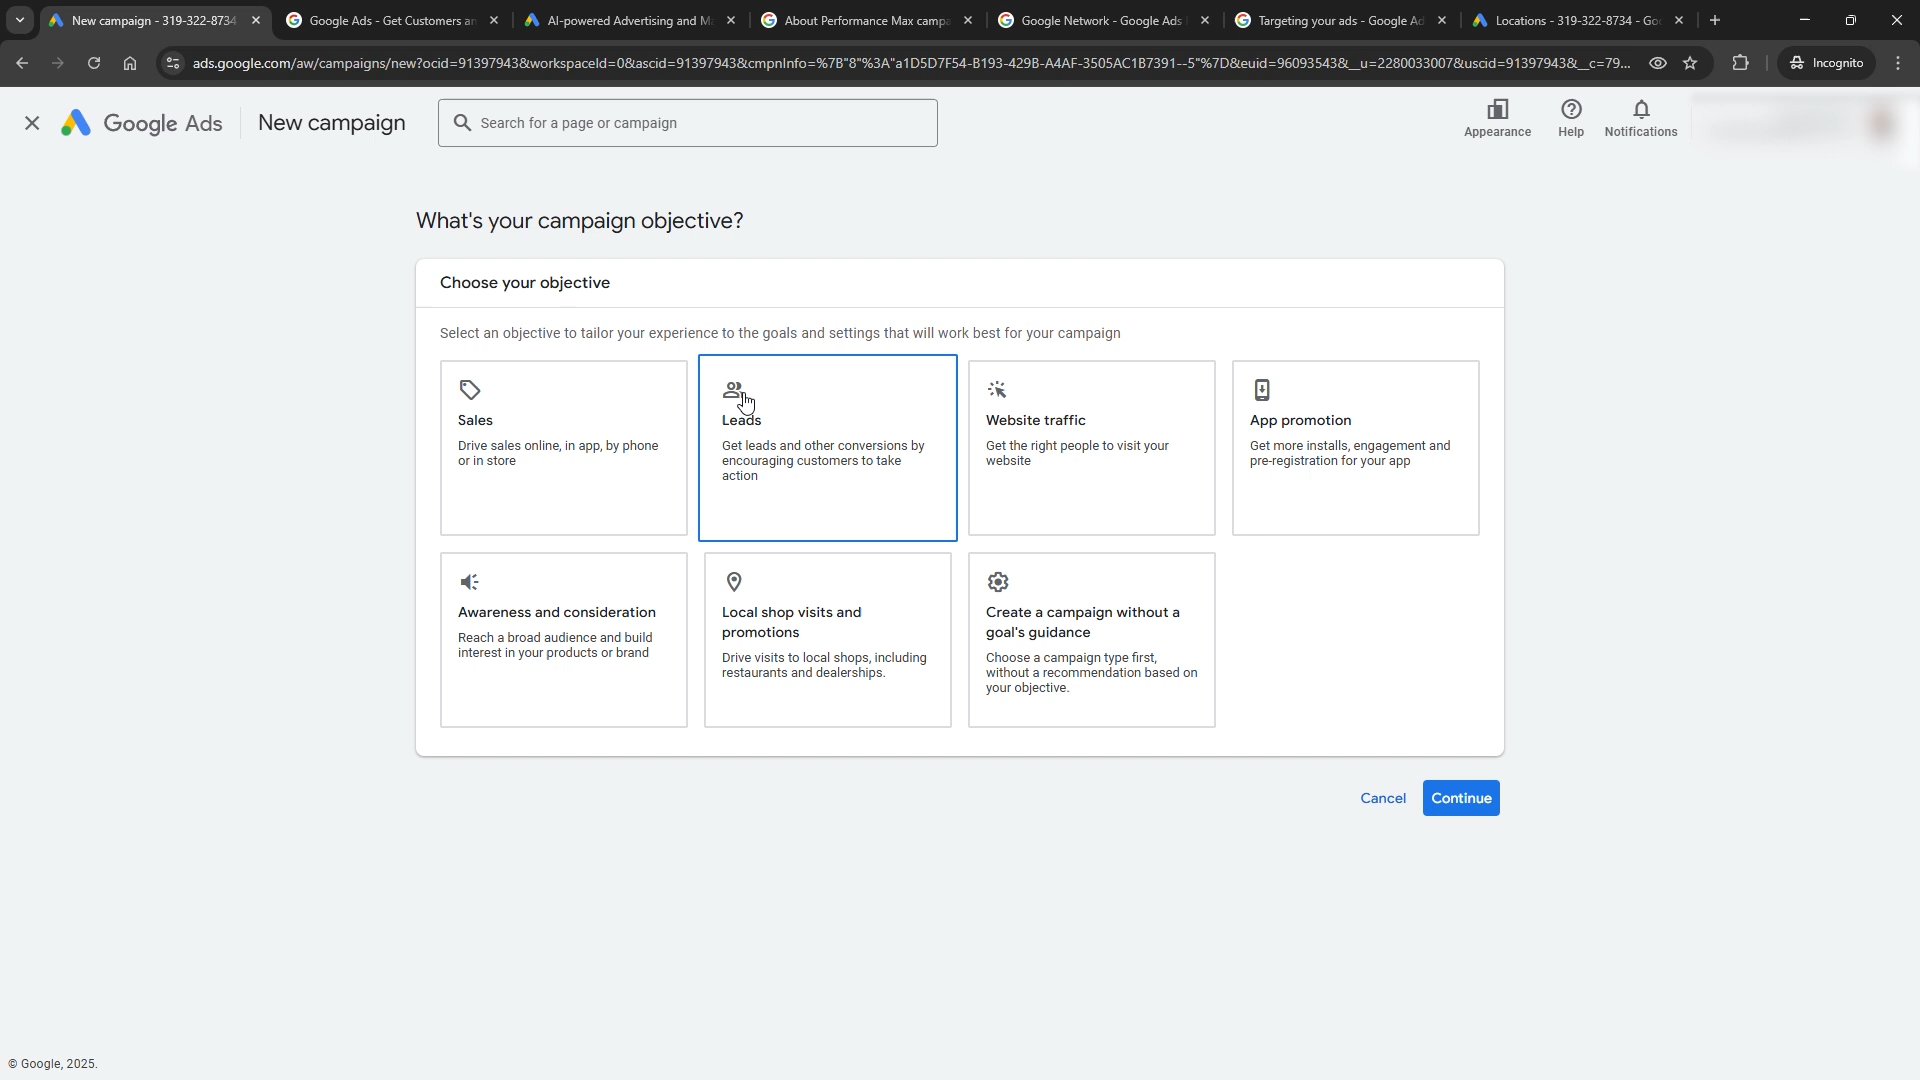 New campaign - 319-322-8734
Google Ads - Get Customers an
AI-powered Advertising and M
About Performance Max campa
Google Network - Google Ads
Targeting your ads - Google Ad
Locations - 319-322-8734 - Goo
ads.google.com/aw/campaigns/new?ocid=91397943&workspaceId=0&ascid=91397943&cmpnInfo=%7B"8"%3A"a1D5D7F54-B193-429B-A4AF-3505AC1B7391--5"%7D&euid=96093543&__u=2280033007&uscid=91397943&__c=79...
Incognito
Google Ads
New campaign
Search for a page or campaign
Appearance
Help
Notifications
What's your campaign objective?
Choose your objective
Select an objective to tailor your experience to the goals and settings that will work best for your campaign
Sales
Drive sales online, in app, by phone
or in store
Leads
Get leads and other conversions by
encouraging customers to take
action
Website traffic
Get the right people to visit your
website
App promotion
Get more installs, engagement and
pre-registration for your app
Awareness and consideration
Reach a broad audience and build
interest in your products or brand
Local shop visits and
promotions
Drive visits to local shops, including
restaurants and dealerships.
Create a campaign without a
goal's guidance
Choose a campaign type first,
without a recommendation based on
your objective.
Cancel
Continue
© Google, 2025.